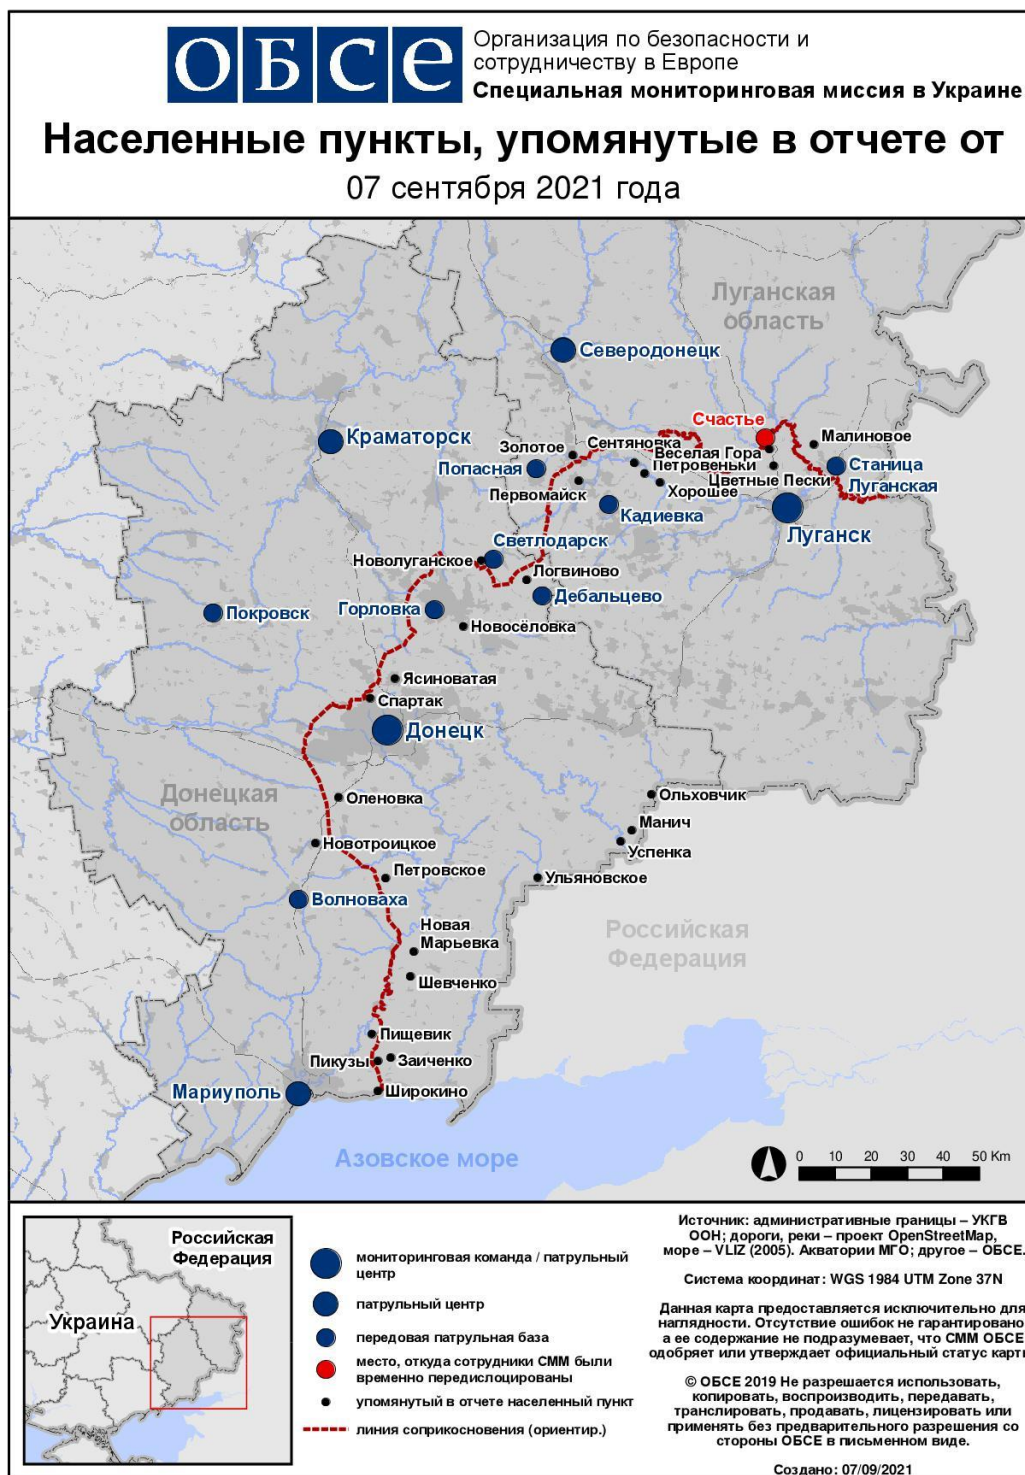 ОБСЕ
Организация по безопасности и
сотрудничеству в Европе
Специальная мониторинговая миссия в Украине
Населенные пункты, упомянутые в отчете от
07 сентября 2021 года
Луганская
область
Северодонецк
Счастье
Краматорск
Золотое
Сентяновка
Малиновое
Веселая Гора
Попасная
Петровеньки
Станица
Луганская
Цветные Пески
Первомайск
Хорошее
Кадиевка
Луганск
Светлодарск
Новолуганское
Логвиново
Дебальцево
Покровск
Горловка
Новосёловка
Ясиноватая
Спартак
Донецк
Донецкая
область
Оленовка
Ольховчик
Манич
Новотроицкое
Успенка
Петровское
Ульяновское
Волноваха
Новая
Марьевка
Российская
Федерация
Шевченко
Пищевик
Пикузы
Заиченко
Мариуполь
Широкино
Азовское море
0 10 20 30 40 50 Km
Российская
Федерация
Украина
мониторинговая команда / патрульный
центр
патрульный центр
передовая патрульная база
место, откуда сотрудники СММ были
временно передислоцированы
упомянутый в отчете населенный пункт
линия соприкосновения (ориентир.)
Источник: административные границы – УКГВ
ООН; дороги, реки – проект OpenStreetMap,
море – VLIZ (2005). Акватории МГО; другое – ОБСЕ.
Система координат: WGS 1984 UTM Zone 37N
Данная карта предоставляется исключительно для
наглядности. Отсутствие ошибок не гарантировано
а ее содержание не подразумевает, что СММ ОБСЕ
одобряет или утверждает официальный статус карт
© ОБСЕ 2019 Не разрешается использовать,
копировать, воспроизводить, передавать,
транслировать, продавать, лицензировать или
применять без предварительного разрешения со
стороны ОБСЕ в письменном виде.
Создано: 07/09/2021